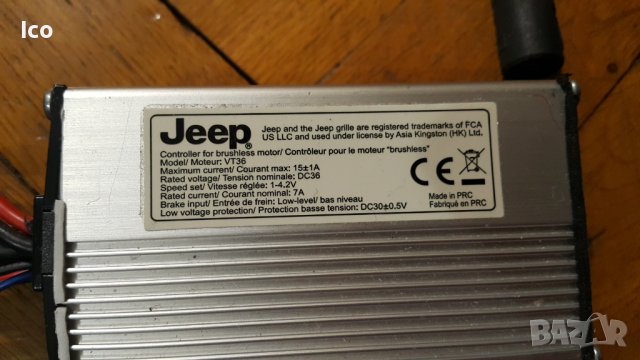 Ico
Jeep®
Jeep and the Jeep grille are registered trademarks of FCA
US LLC and used under license by Asia Kingston (HK) Ltd.
Controller for brushless motor/ Contrôleur pour le moteur "brushless"
Model/ Moteur: VT36
Maximum current/ Courant max: 15±1A
Rated voltage/ Tension nominale: DC36
Speed set/ Vitesse réglée: 1-4.2V
Rated current/ Courant nominal: 7A
Brake input/ Entrée de frein: Low-level/ bas niveau
Low voltage protection/ Protection basse tension: DC30±0.5V
CE
Made in PRC
Fabriqué en PRC
BAZAR